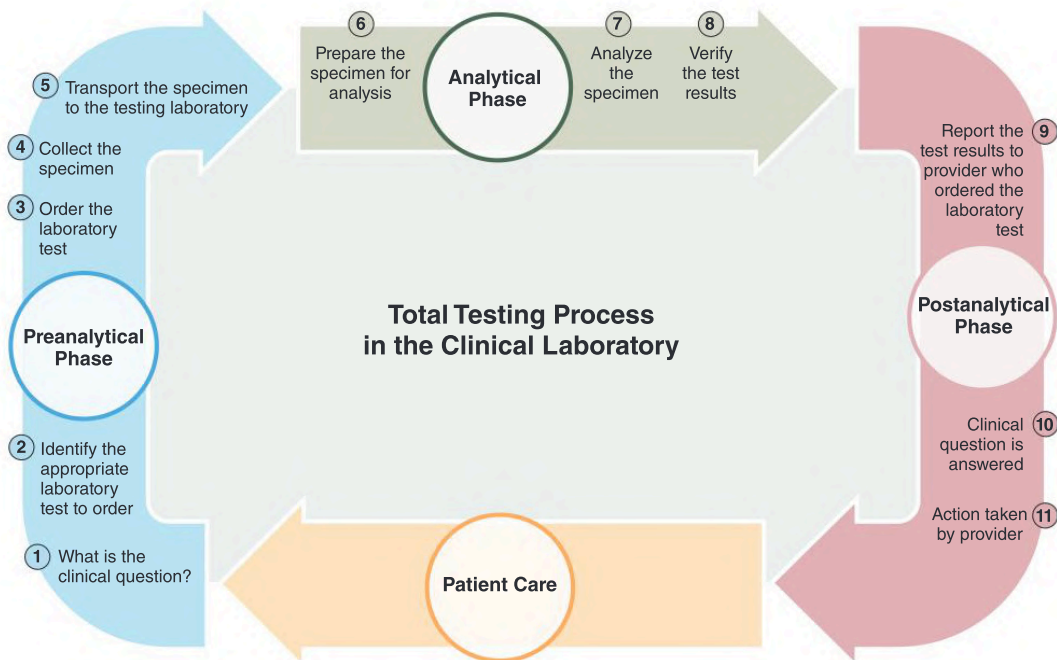 1
What is the
clinical question?
2
Identify the
appropriate
laboratory
test to order
Preanalytical
Phase
3
Order the
laboratory
test
4
Collect the
specimen
5
Transport the specimen
to the testing laboratory
6
Prepare the
specimen for
analysis
Analytical
Phase
7
Analyze
the
specimen
8
Verify
the test
results
9
Report the
test results to
provider who
ordered the
laboratory
test
Postanalytical
Phase
10
Clinical
question is
answered
11
Action taken
by provider
Patient Care
Total Testing Process
in the Clinical Laboratory